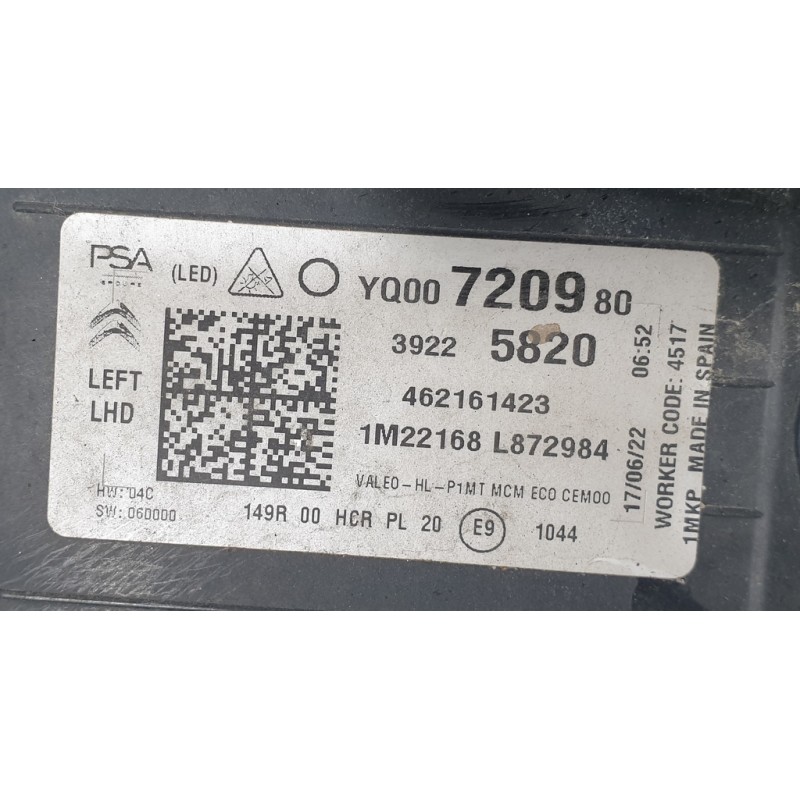 PSA
GROUPE
(LED)
YQ00 7209 80
3922 5820
LEFT
LHD
462161423
1M22168 L872984
HW: 04C
SW: 060000
VALEO-HL-P1MT MCM ECO CEM00
149R 00 HCR PL 20 E9 1044
17/06/22 06:52
WORKER CODE: 4517
1MKP MADE IN SPAIN